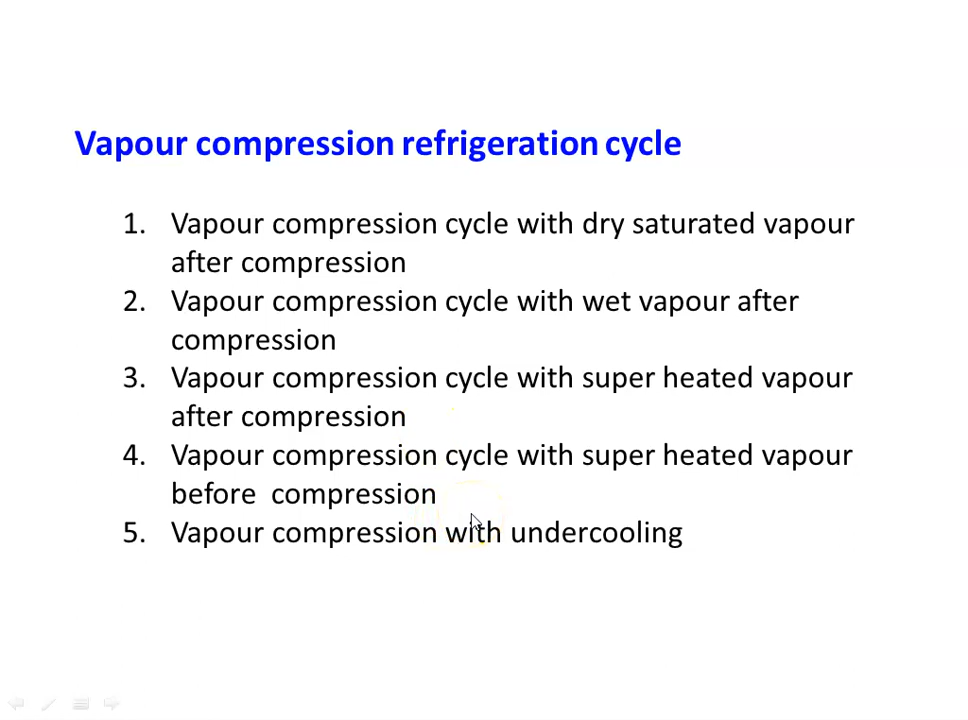 Vapour compression refrigeration cycle
1. Vapour compression cycle with dry saturated vapour
after compression
2. Vapour compression cycle with wet vapour after
compression
3. Vapour compression cycle with super heated vapour
after compression
4. Vapour compression cycle with super heated vapour
before  compression
5. Vapour compression with undercooling